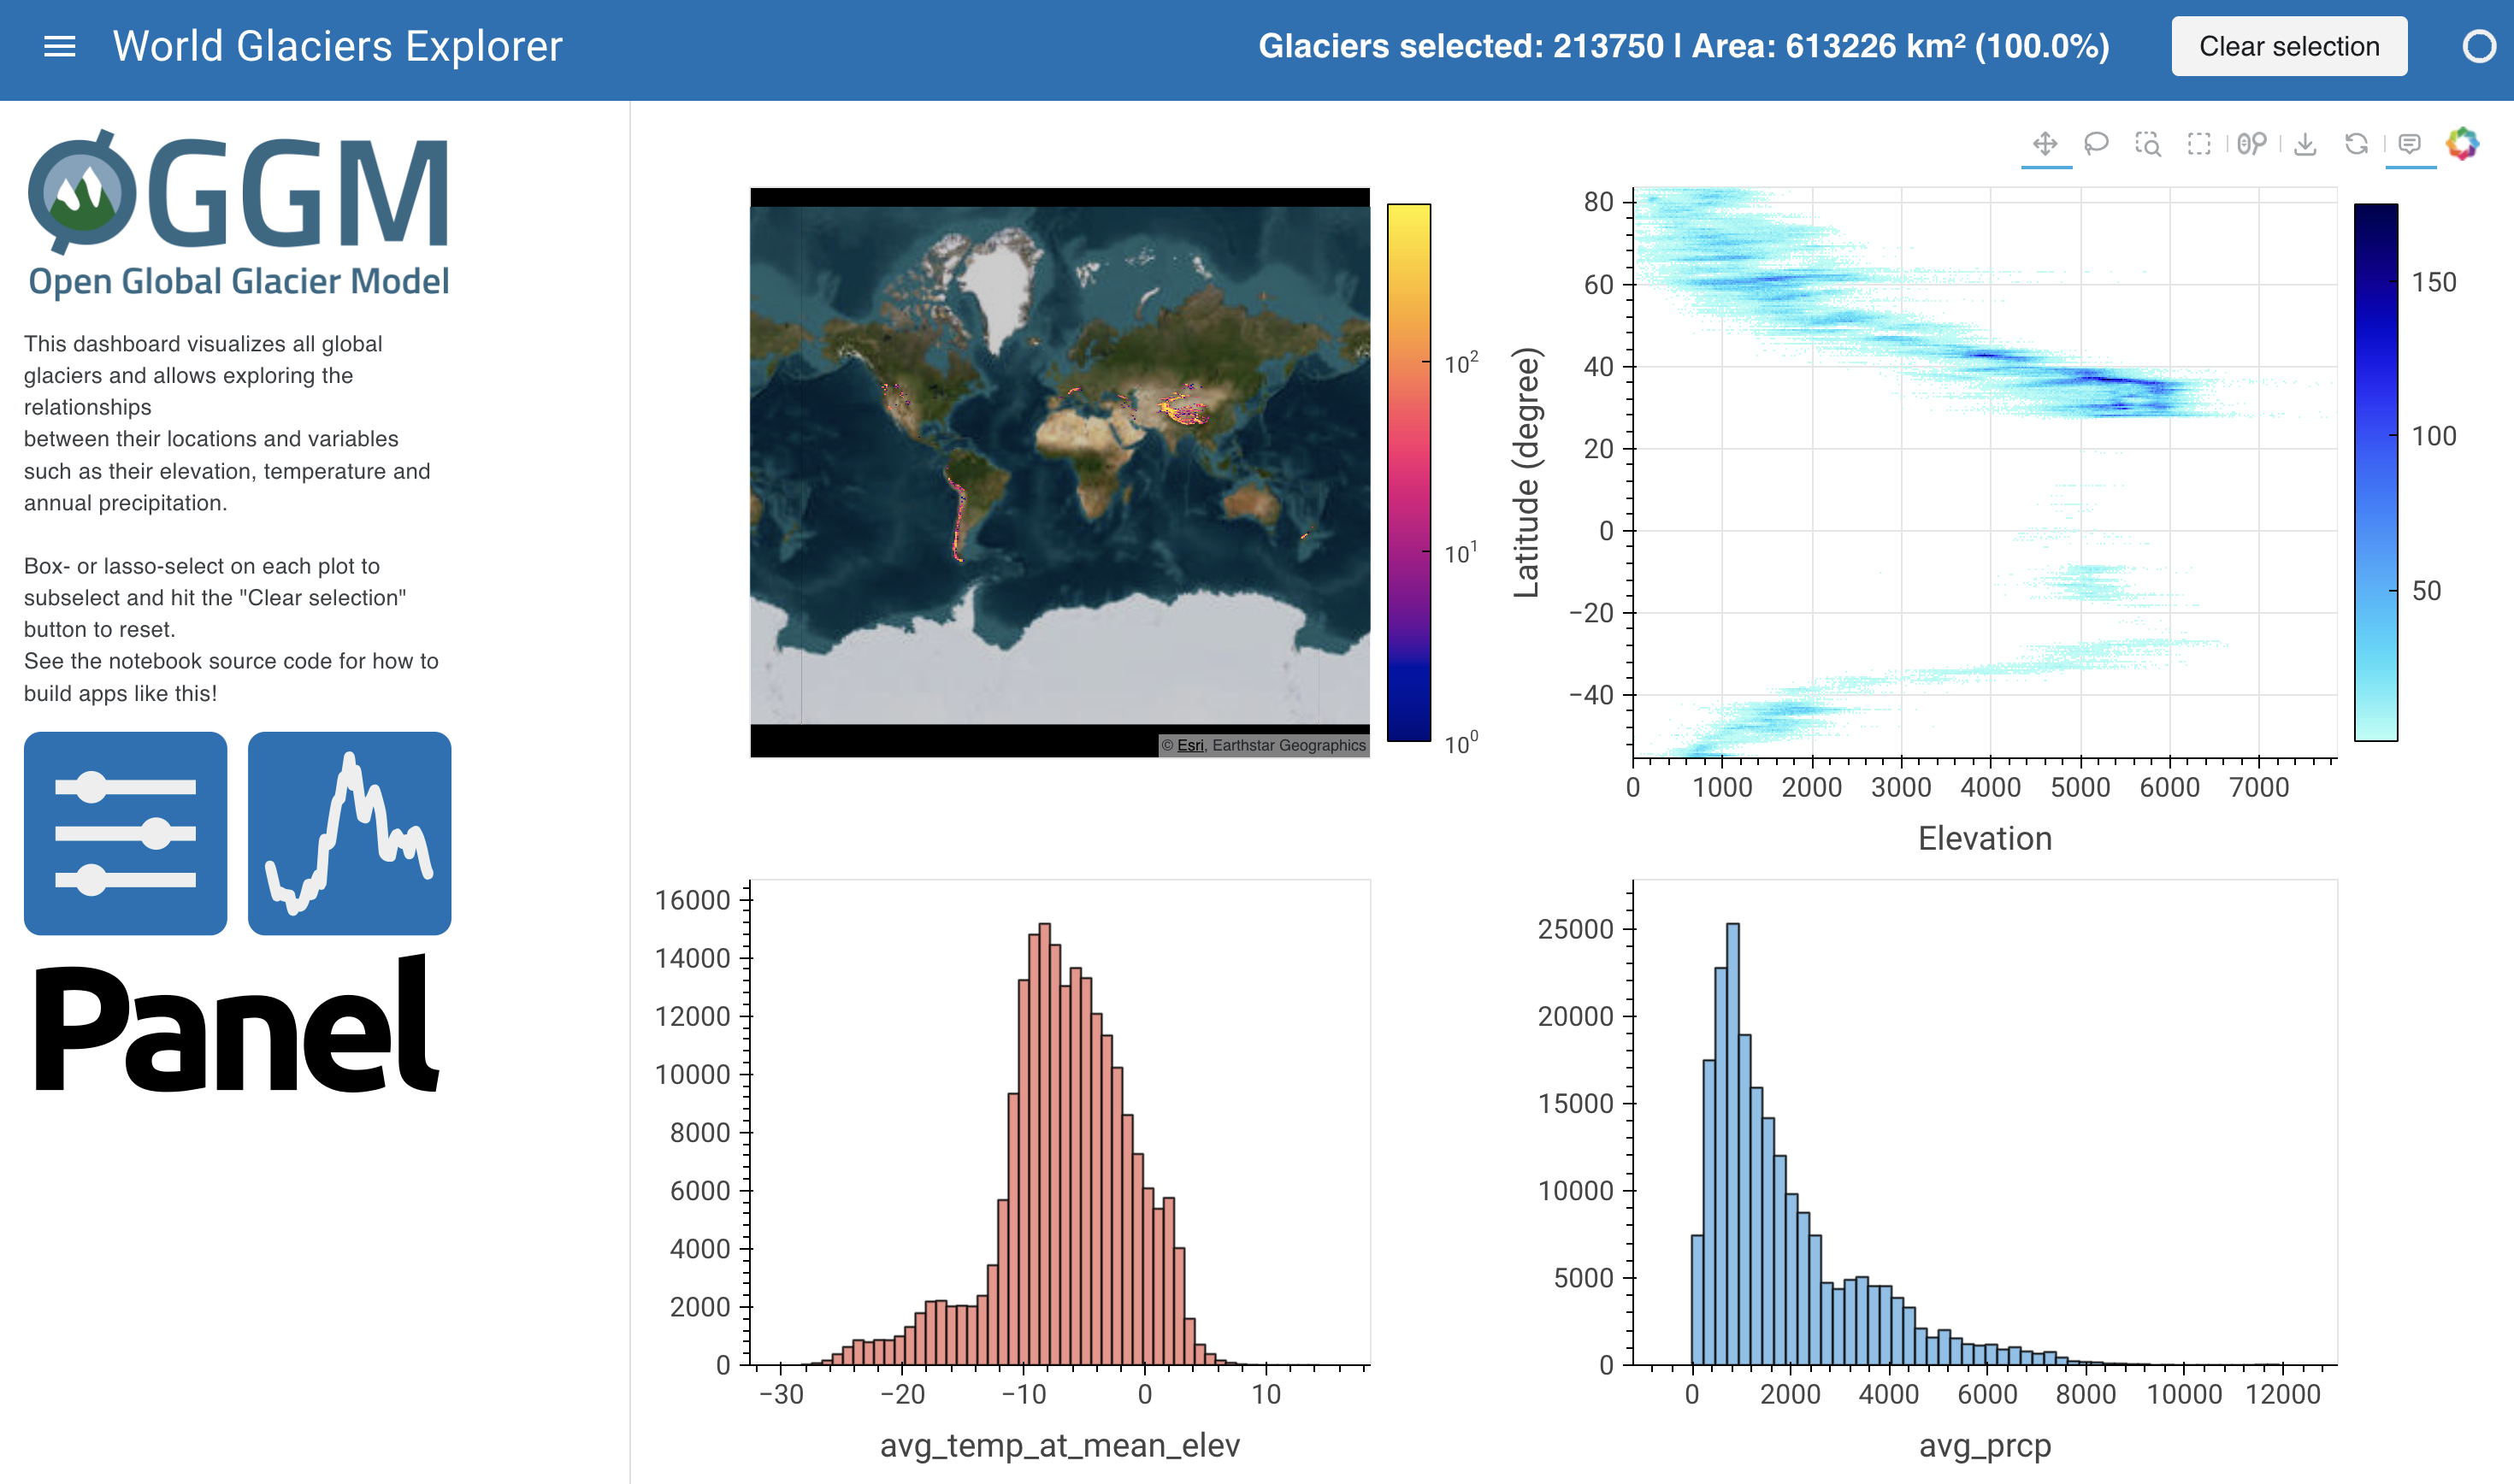 World Glaciers Explorer
Glaciers selected: 213750 | Area: 613226 km² (100.0%)
Clear selection
OGGM
Open Global Glacier Model
This dashboard visualizes all global
glaciers and allows exploring the
relationships
between their locations and variables
such as their elevation, temperature and
annual precipitation.
Box- or lasso-select on each plot to
subselect and hit the "Clear selection"
button to reset.
See the notebook source code for how to
build apps like this!
Panel
10²
10¹
10⁰
© Esri, Earthstar Geographics
Latitude (degree)
80
60
40
20
0
−20
−40
0 1000 2000 3000 4000 5000 6000 7000
Elevation
150
100
50
16000
14000
12000
10000
8000
6000
4000
2000
0
−30 −20 −10 0 10
avg_temp_at_mean_elev
25000
20000
15000
10000
5000
0
0 2000 4000 6000 8000 10000 12000
avg_prcp